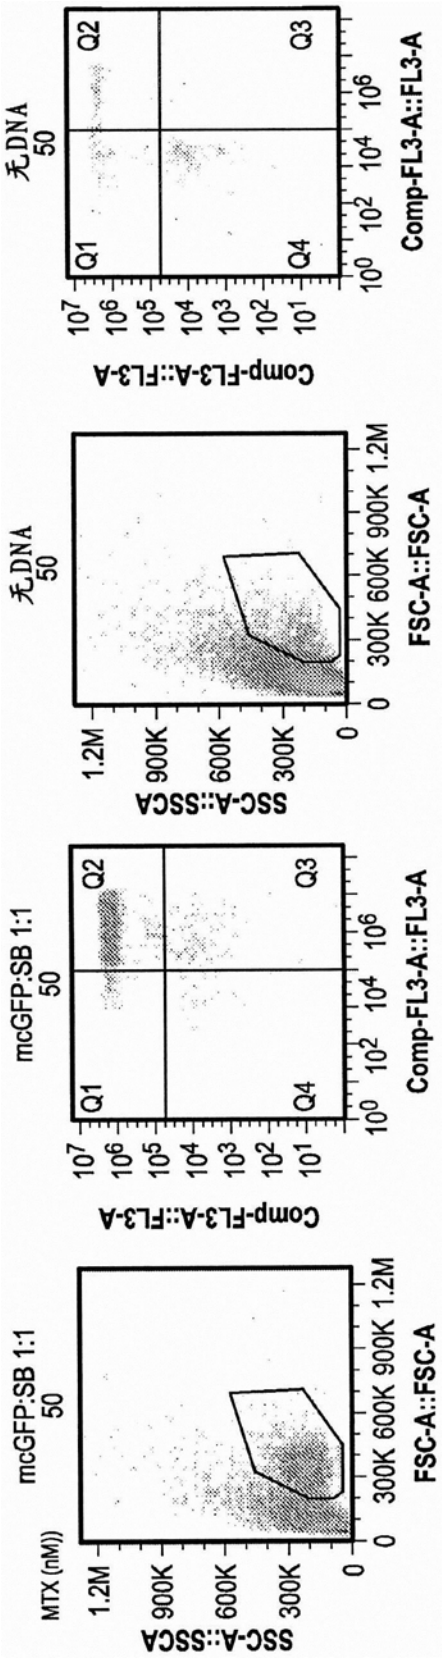 mcGFP:SB 1:1
MTX (nM))
50
1.2M
900K
600K
300K
0
SSC-A::SSCA
0 300K 600K 900K 1.2M
FSC-A::FSC-A
mcGFP:SB 1:1
50
Q1 Q2
Q4 Q3
10⁷
10⁶
10⁵
10⁴
10³
10²
10¹
Comp-FL3-A::FL3-A
10⁰ 10² 10⁴ 10⁶
Comp-FL3-A::FL3-A
无DNA
50
1.2M
900K
600K
300K
0
SSC-A::SSCA
0 300K 600K 900K 1.2M
FSC-A::FSC-A
无DNA
50
Q1 Q2
Q4 Q3
10⁷
10⁶
10⁵
10⁴
10³
10²
10¹
Comp-FL3-A::FL3-A
10⁰ 10² 10⁴ 10⁶
Comp-FL3-A::FL3-A